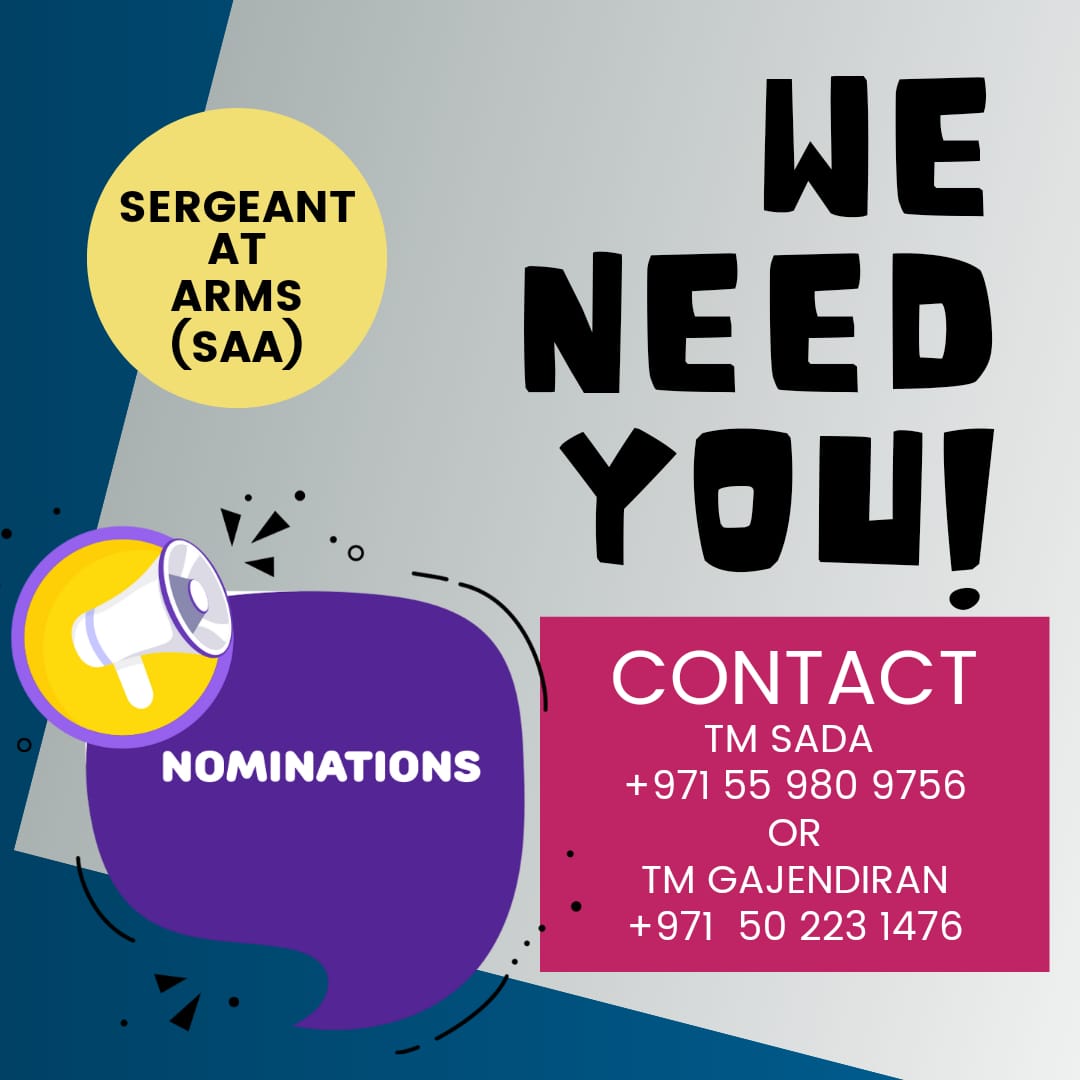 SERGEANT
AT
ARMS
(SAA)
WE
NEED
YOU!
NOMINATIONS
CONTACT
TM SADA
+971 55 980 9756
OR
TM GAJENDIRAN
+971 50 223 1476